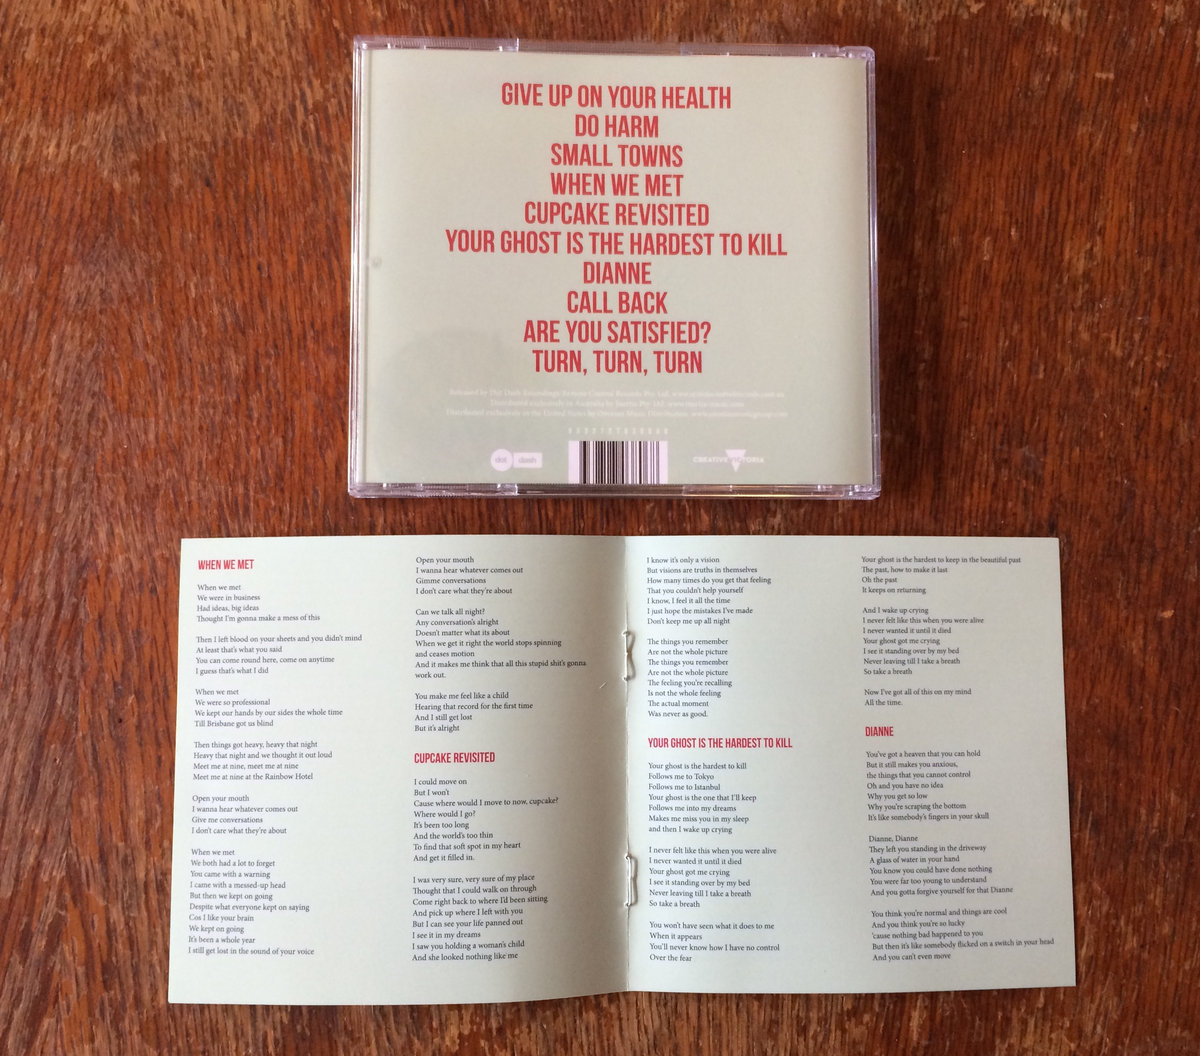 GIVE UP ON YOUR HEALTH
DO HARM
SMALL TOWNS
WHEN WE MET
CUPCAKE REVISITED
YOUR GHOST IS THE HARDEST TO KILL
DIANNE
CALL BACK
ARE YOU SATISFIED?
TURN, TURN, TURN
dot dash
CREATIVE VICTORIA
WHEN WE MET
When we met
We were in business
Had ideas, big ideas
Thought I'm gonna make a mess of this
Then I left blood on your sheets and you didn't mind
At least that's what you said
You can come round here, come on anytime
I guess that's what I did
When we met
We were so professional
We kept our hands by our sides the whole time
Till Brisbane got us blind
Then things got heavy, heavy that night
Heavy that night and we thought it out loud
Meet me at nine, meet me at nine
Meet me at nine at the Rainbow Hotel
Open your mouth
I wanna hear whatever comes out
Give me conversations
I don't care what they're about
When we met
We both had a lot to forget
You came with a warning
I came with a messed-up head
But then we kept on going
Despite what everyone kept on saying
Cos I like your brain
We kept on going
It's been a whole year
I still get lost in the sound of your voice
Open your mouth
I wanna hear whatever comes out
Gimme conversations
I don't care what they're about
Can we talk all night?
Any conversation's alright
Doesn't matter what its about
When we get it right the world stops spinning
and ceases motion
And it makes me think that all this stupid shit's gonna
work out.
You make me feel like a child
Hearing that record for the first time
And I still get lost
But it's alright
CUPCAKE REVISITED
I could move on
But I won't
Cause where would I move to now, cupcake?
Where would I go?
It's been too long
And the world's too thin
To find that soft spot in my heart
And get it filled in.
I was very sure, very sure of my place
Thought that I could walk on through
Come right back to where I'd been sitting
And pick up where I left with you
But I can see your life panned out
I see it in my dreams
I saw you holding a woman's child
And she looked nothing like me
I know it's only a vision
But visions are truths in themselves
How many times do you get that feeling
That you couldn't help yourself
I know, I feel it all the time
I just hope the mistakes I've made
Don't keep me up all night
The things you remember
Are not the whole picture
The things you remember
Are not the whole picture
The feeling you're recalling
Is not the whole feeling
The actual moment
Was never as good.
YOUR GHOST IS THE HARDEST TO KILL
Your ghost is the hardest to kill
Follows me to Tokyo
Follows me to Istanbul
Your ghost is the one that I'll keep
Follows me into my dreams
Makes me miss you in my sleep
and then I wake up crying
I never felt like this when you were alive
I never wanted it until it died
Your ghost got me crying
I see it standing over by my bed
Never leaving till I take a breath
So take a breath
You won't have seen what it does to me
When it appears
You'll never know how I have no control
Over the fear
Your ghost is the hardest to keep in the beautiful past
The past, how to make it last
Oh the past
It keeps on returning
And I wake up crying
I never felt like this when you were alive
I never wanted it until it died
Your ghost got me crying
I see it standing over by my bed
Never leaving till I take a breath
So take a breath
Now I've got all of this on my mind
All the time.
DIANNE
You've got a heaven that you can hold
But it still makes you anxious,
the things that you cannot control
Oh and you have no idea
Why you get so low
Why you're scraping the bottom
It's like somebody's fingers in your skull
Dianne, Dianne
They left you standing in the driveway
A glass of water in your hand
You know you could have done nothing
You were far too young to understand
And you gotta forgive yourself for that Dianne
You think you're normal and things are cool
And you think you're so lucky
'cause nothing bad happened to you
But then it's like somebody flicked on a switch in your head
And you can't even move